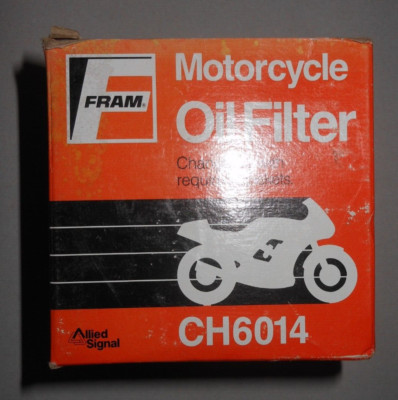 FRAM®
Motorcycle
Oil Filter
CH6014
Allied
Signal